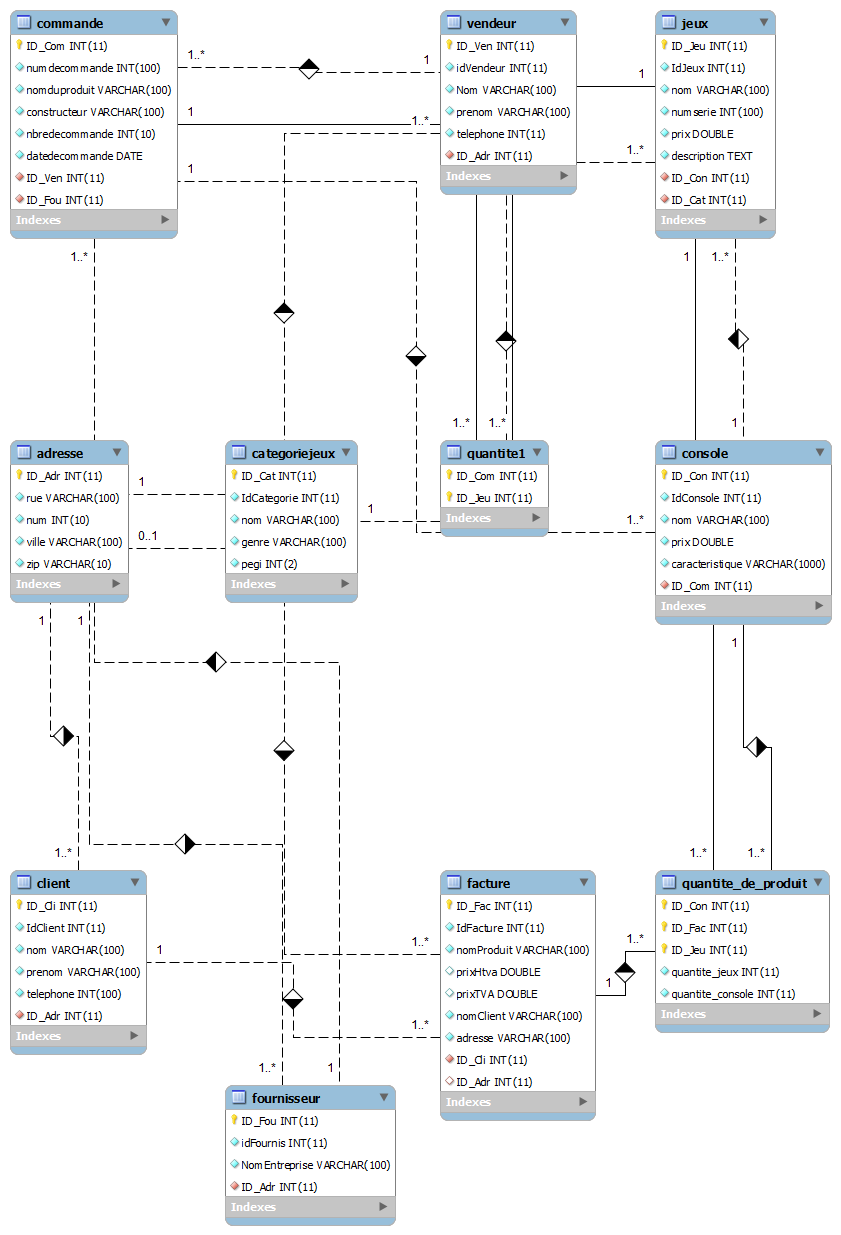 commande
ID_Com INT(11)
numdecommande INT(100)
nomduproduit VARCHAR(100)
constructeur VARCHAR(100)
nbredecommande INT(10)
datedecommande DATE
ID_Ven INT(11)
ID_Fou INT(11)
Indexes
vendeur
ID_Ven INT(11)
idVendeur INT(11)
Nom VARCHAR(100)
prenom VARCHAR(100)
telephone INT(11)
ID_Adr INT(11)
Indexes
jeux
ID_Jeu INT(11)
IdJeux INT(11)
nom VARCHAR(100)
numserie INT(100)
prix DOUBLE
description TEXT
ID_Con INT(11)
ID_Cat INT(11)
Indexes
1..*
1
1
1
1..*
1
1..*
1..*
1
1..*
1..*
1..*
1
adresse
ID_Adr INT(11)
rue VARCHAR(100)
num INT(10)
ville VARCHAR(100)
zip VARCHAR(10)
Indexes
categoriejeux
ID_Cat INT(11)
IdCategorie INT(11)
nom VARCHAR(100)
genre VARCHAR(100)
pegi INT(2)
Indexes
quantite1
ID_Com INT(11)
ID_Jeu INT(11)
Indexes
console
ID_Con INT(11)
IdConsole INT(11)
nom VARCHAR(100)
prix DOUBLE
caracteristique VARCHAR(1000)
ID_Com INT(11)
Indexes
1
0..1
1
1..*
1
1
1
1..*
1..*
1..*
client
ID_Cli INT(11)
IdClient INT(11)
nom VARCHAR(100)
prenom VARCHAR(100)
telephone INT(100)
ID_Adr INT(11)
Indexes
facture
ID_Fac INT(11)
IdFacture INT(11)
nomProduit VARCHAR(100)
prixHtva DOUBLE
prixTVA DOUBLE
nomClient VARCHAR(100)
adresse VARCHAR(100)
ID_Cli INT(11)
ID_Adr INT(11)
Indexes
quantite_de_produit
ID_Con INT(11)
ID_Fac INT(11)
ID_Jeu INT(11)
quantite_jeux INT(11)
quantite_console INT(11)
Indexes
1
1..*
1..*
1
1..*
1..*
1
fournisseur
ID_Fou INT(11)
idFournis INT(11)
NomEntreprise VARCHAR(100)
ID_Adr INT(11)
Indexes